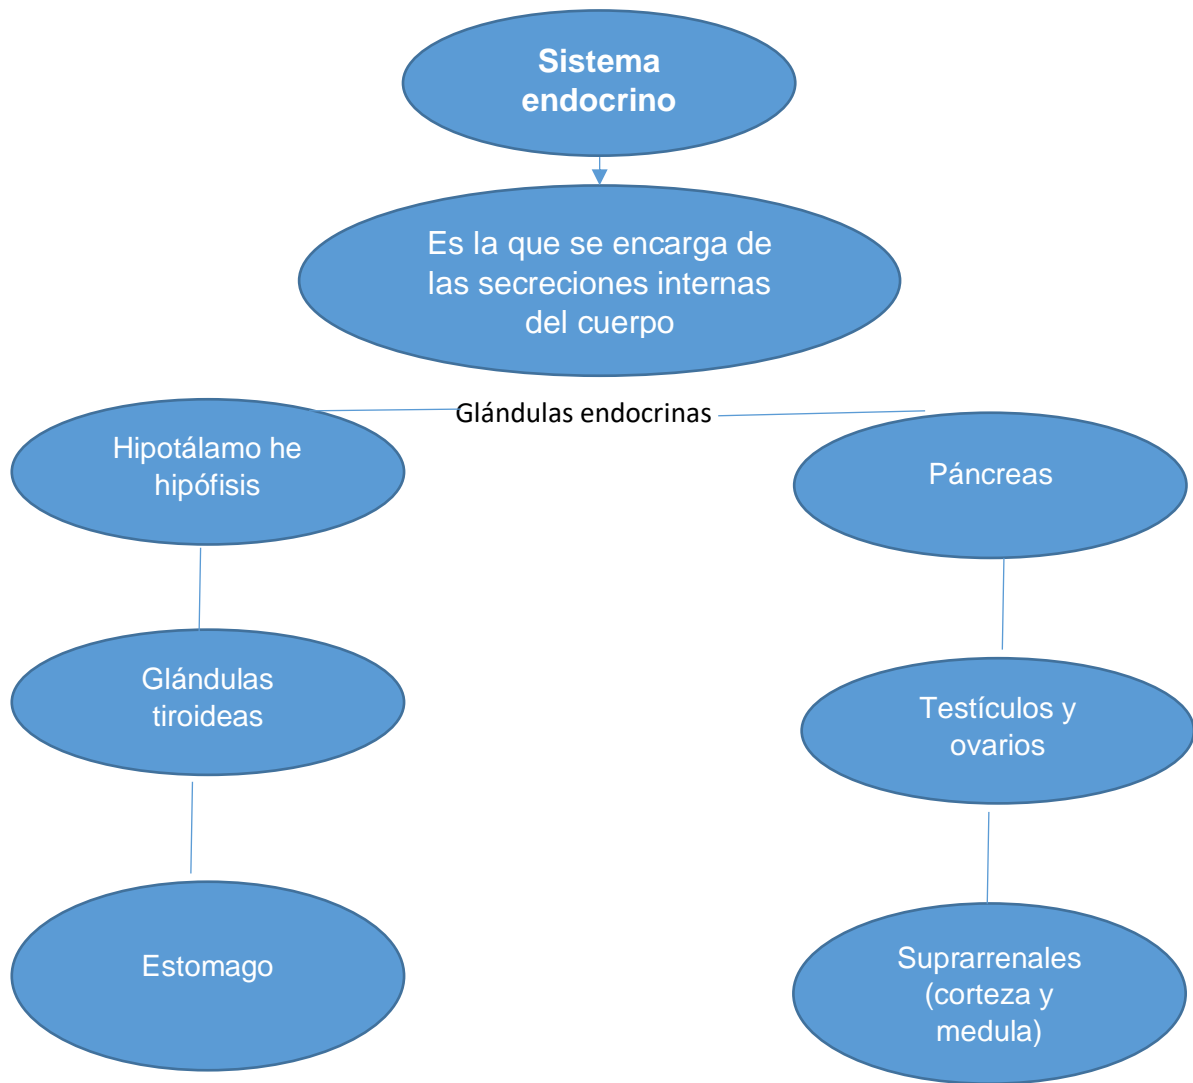 Sistema
endocrino
Es la que se encarga de
las secreciones internas
del cuerpo
Glándulas endocrinas
Hipotálamo he
hipófisis
Páncreas
Glándulas
tiroideas
Testículos y
ovarios
Estomago
Suprarrenales
(corteza y
medula)